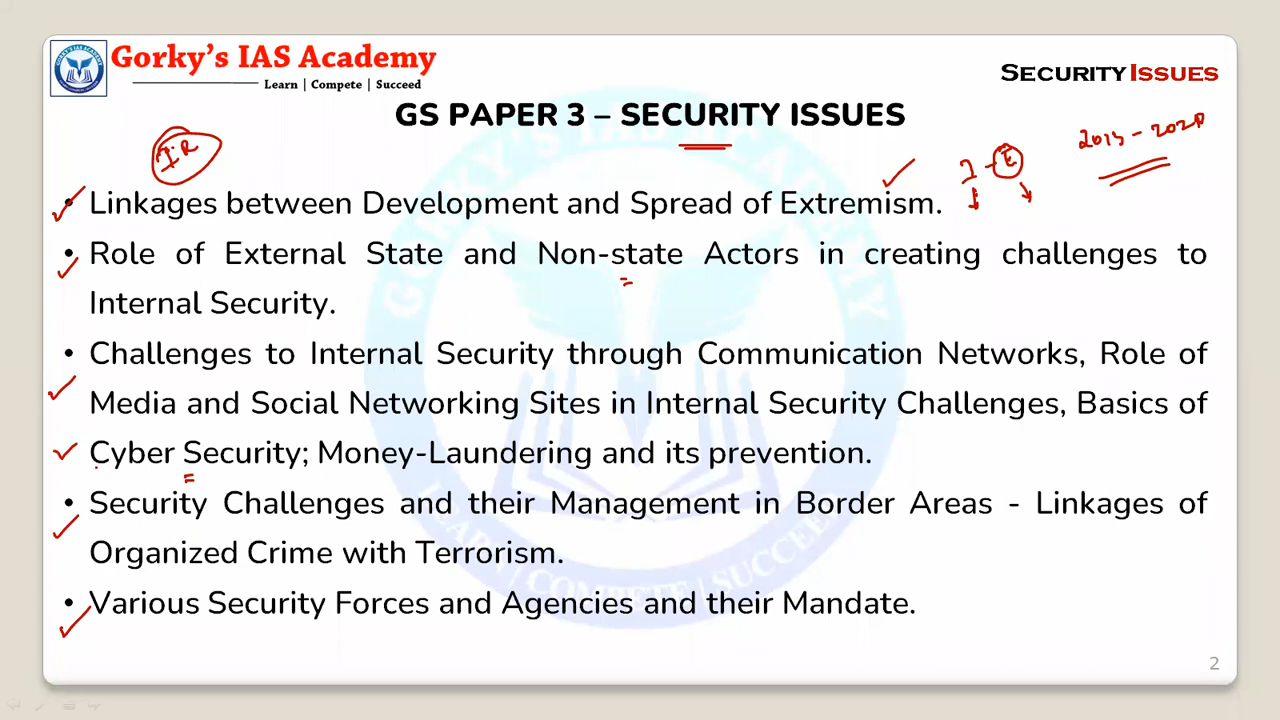 Gorky's IAS Academy
Learn | Compete | Succeed
SECURITY ISSUES
GS PAPER 3 – SECURITY ISSUES
IR
• Linkages between Development and Spread of Extremism.
• Role of External State and Non-state Actors in creating challenges to
Internal Security.
• Challenges to Internal Security through Communication Networks, Role of
Media and Social Networking Sites in Internal Security Challenges, Basics of
Cyber Security; Money-Laundering and its prevention.
• Security Challenges and their Management in Border Areas - Linkages of
Organized Crime with Terrorism.
• Various Security Forces and Agencies and their Mandate.
2